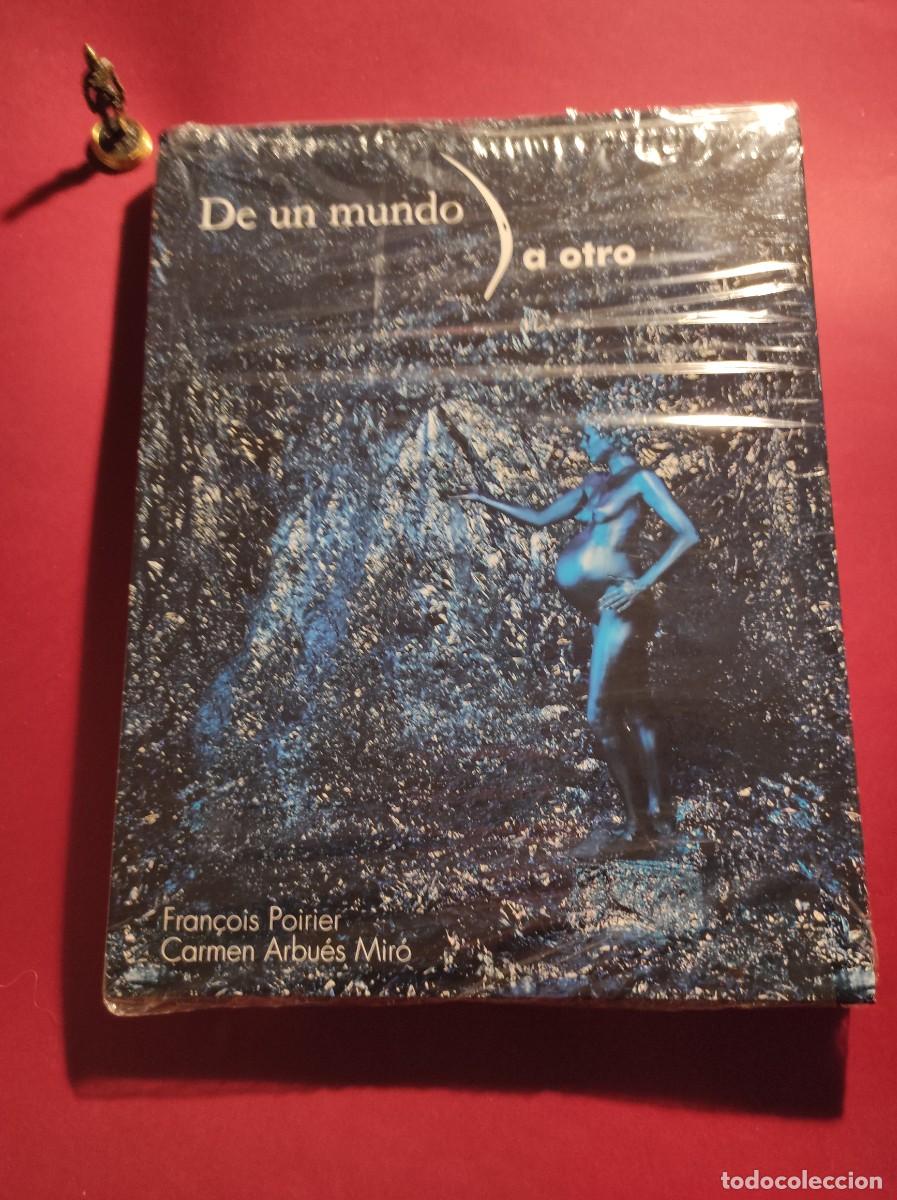 De un mundo
a otro
François Poirier
Carmen Arbués Miró
todocoleccion